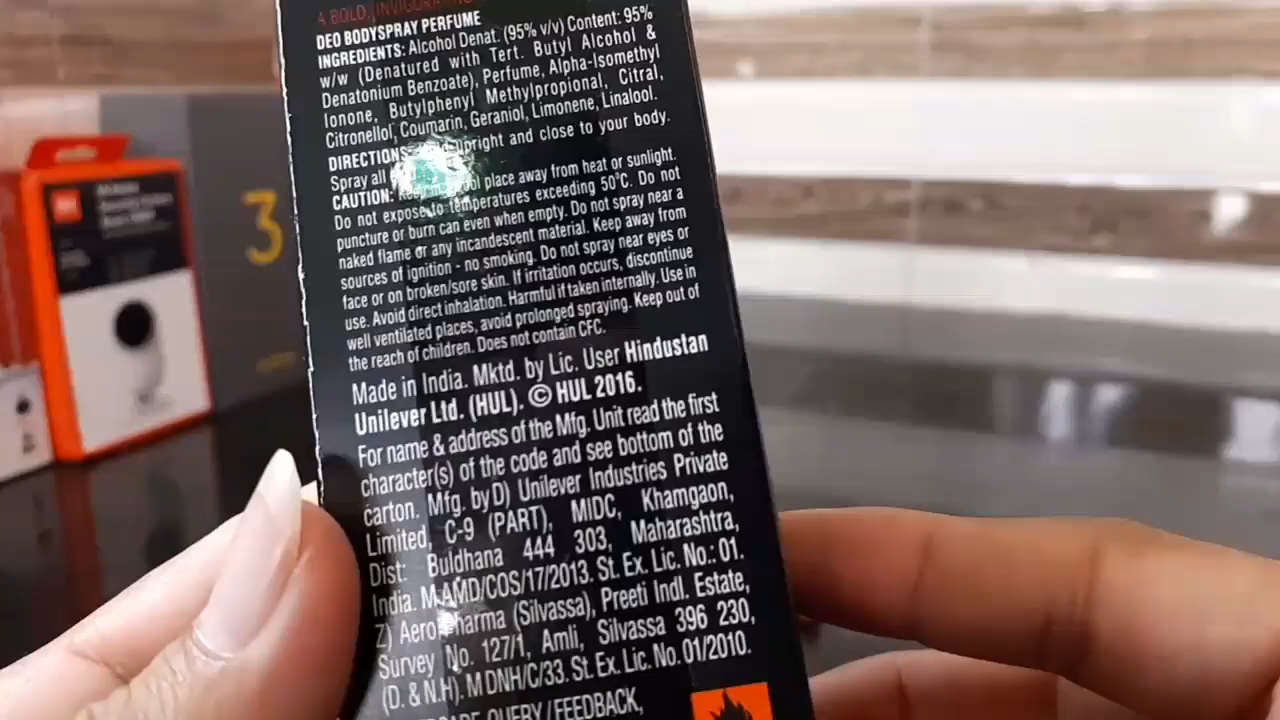 A BOLD, INVIGORATING
DEO BODYSPRAY PERFUME
INGREDIENTS: Alcohol Denat. (95% v/v) Content: 95%
w/w (Denatured with Tert. Butyl Alcohol &
Denatonium Benzoate), Perfume, Alpha-Isomethyl
Ionone, Butylphenyl Methylpropional, Citral,
Citronellol, Coumarin, Geraniol, Limonene, Linalool.
DIRECTIONS: upright and close to your body.
Spray all
CAUTION: Keep in cool place away from heat or sunlight.
Do not expose to temperatures exceeding 50°C. Do not
puncture or burn can even when empty. Do not spray near a
naked flame or any incandescent material. Keep away from
sources of ignition - no smoking. Do not spray near eyes or
face or on broken/sore skin. If irritation occurs, discontinue
use. Avoid direct inhalation. Harmful if taken internally. Use in
well ventilated places, avoid prolonged spraying. Keep out of
the reach of children. Does not contain CFC.
Made in India. Mktd. by Lic. User Hindustan
Unilever Ltd. (HUL). © HUL 2016.
For name & address of the Mfg. Unit read the first
character(s) of the code and see bottom of the
carton. Mfg. by D) Unilever Industries Private
Limited, C-9 (PART), MIDC, Khamgaon,
Dist: Buldhana 444 303, Maharashtra,
India. M AMD/COS/17/2013. St. Ex. Lic. No.: 01.
Z) Aero Pharma (Silvassa), Preeti Indl. Estate,
Survey No. 127/1, Amli, Silvassa 396 230,
(D. & N.H). M DNH/C/33. St. Ex. Lic. No. 01/2010.
QUERY/FEEDBACK,
3